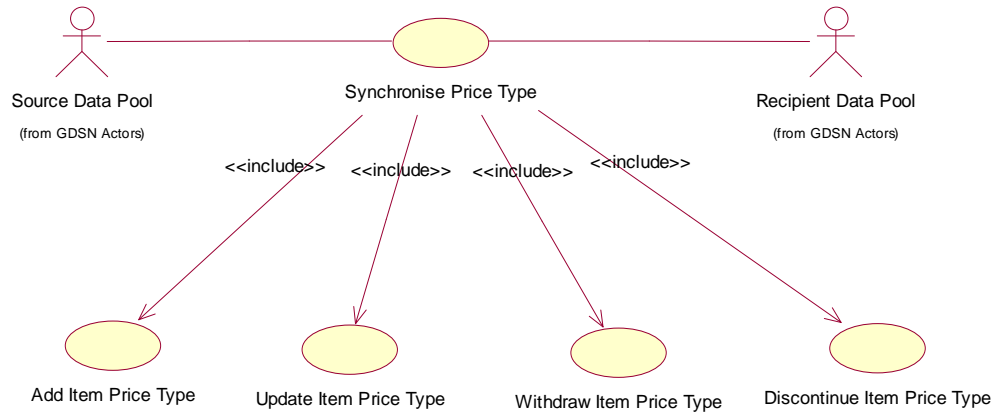 Source Data Pool
(from GDSN Actors)
Synchronise Price Type
Recipient Data Pool
(from GDSN Actors)
<<include>>
<<include>>
<<include>>
<<include>>
Add Item Price Type
Update Item Price Type
Withdraw Item Price Type
Discontinue Item Price Type